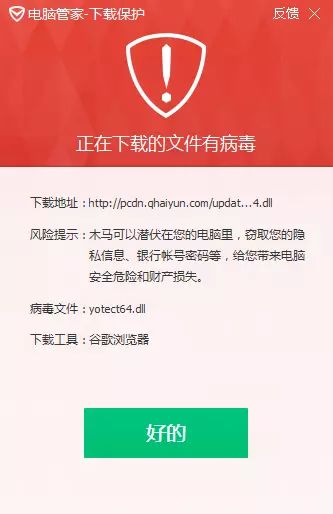 电脑管家-下载保护 反馈 ×
正在下载的文件有病毒
下载地址：http://pcdn.qhaiyun.com/updat...4.dll
风险提示：木马可以潜伏在您的电脑里，窃取您的隐
私信息、银行帐号密码等，给您带来电脑
安全危险和财产损失。
病毒文件：yotect64.dll
下载工具：谷歌浏览器
好的